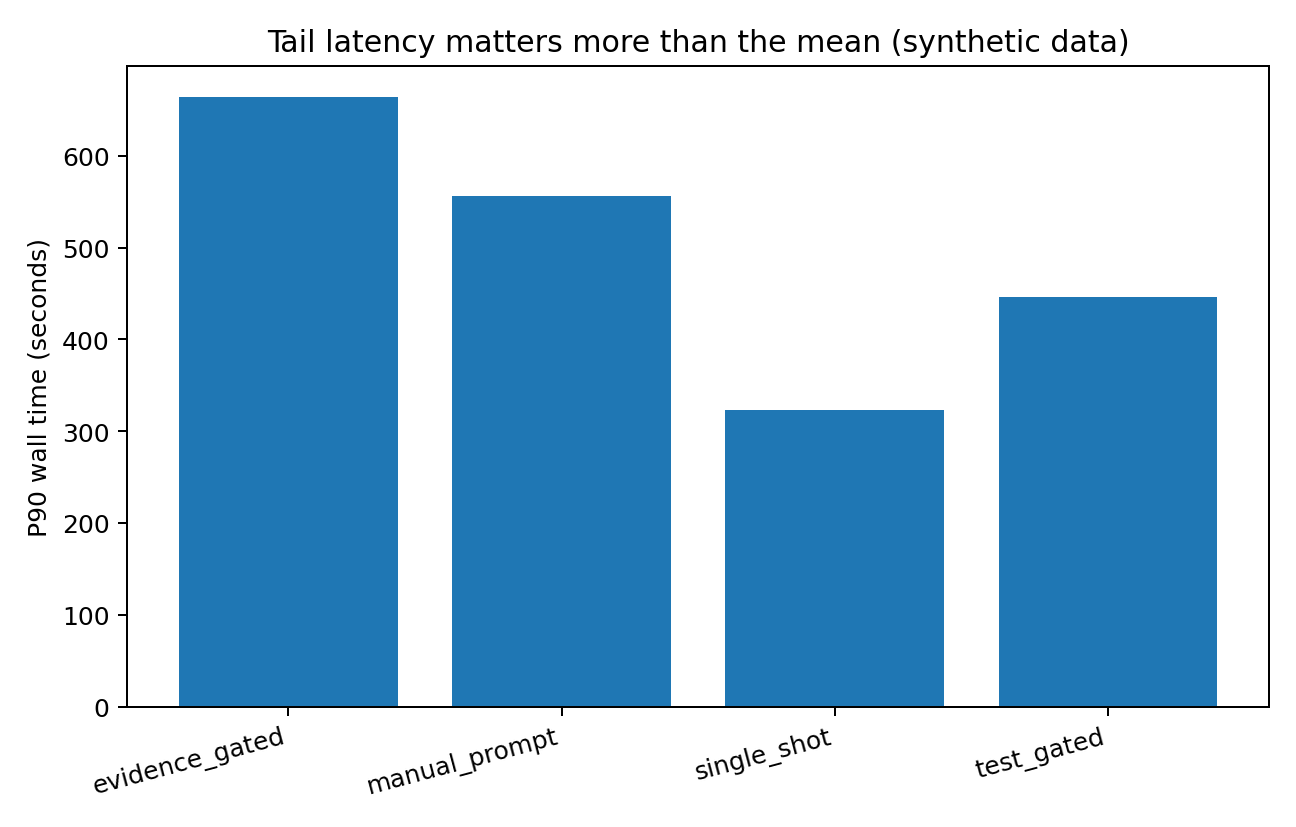 Tail latency matters more than the mean (synthetic data)
P90 wall time (seconds)
600
500
400
300
200
100
0
evidence_gated
manual_prompt
single_shot
test_gated